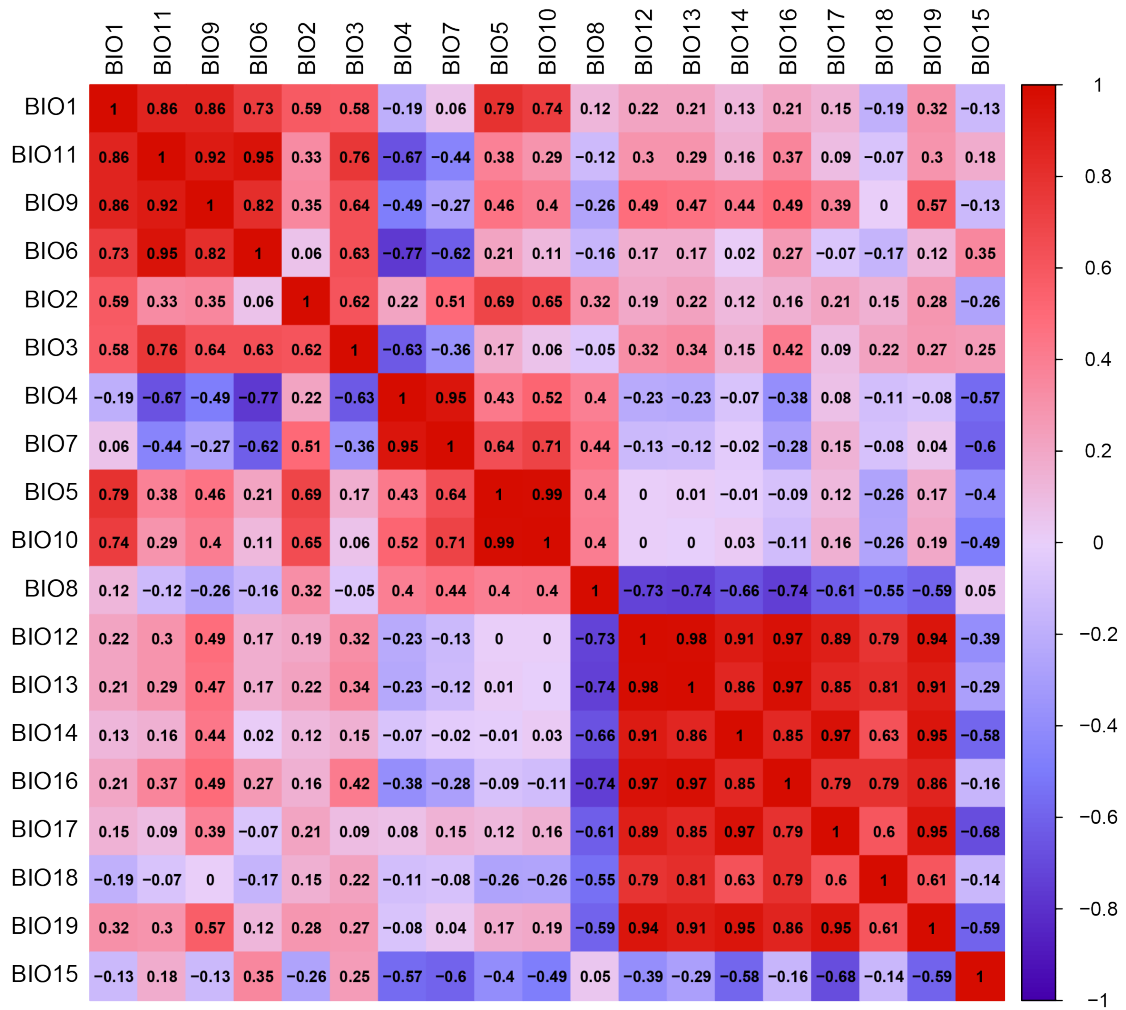 BIO1 BIO11 BIO9 BIO6 BIO2 BIO3 BIO4 BIO7 BIO5 BIO10 BIO8 BIO12 BIO13 BIO14 BIO16 BIO17 BIO18 BIO19 BIO15
BIO1 1 0.86 0.86 0.73 0.59 0.58 −0.19 0.06 0.79 0.74 0.12 0.22 0.21 0.13 0.21 0.15 −0.19 0.32 −0.13
BIO11 0.86 1 0.92 0.95 0.33 0.76 −0.67 −0.44 0.38 0.29 −0.12 0.3 0.29 0.16 0.37 0.09 −0.07 0.3 0.18
BIO9 0.86 0.92 1 0.82 0.35 0.64 −0.49 −0.27 0.46 0.4 −0.26 0.49 0.47 0.44 0.49 0.39 0 0.57 −0.13
BIO6 0.73 0.95 0.82 1 0.06 0.63 −0.77 −0.62 0.21 0.11 −0.16 0.17 0.17 0.02 0.27 −0.07 −0.17 0.12 0.35
BIO2 0.59 0.33 0.35 0.06 1 0.62 0.22 0.51 0.69 0.65 0.32 0.19 0.22 0.12 0.16 0.21 0.15 0.28 −0.26
BIO3 0.58 0.76 0.64 0.63 0.62 1 −0.63 −0.36 0.17 0.06 −0.05 0.32 0.34 0.15 0.42 0.09 0.22 0.27 0.25
BIO4 −0.19 −0.67 −0.49 −0.77 0.22 −0.63 1 0.95 0.43 0.52 0.4 −0.23 −0.23 −0.07 −0.38 0.08 −0.11 −0.08 −0.57
BIO7 0.06 −0.44 −0.27 −0.62 0.51 −0.36 0.95 1 0.64 0.71 0.44 −0.13 −0.12 −0.02 −0.28 0.15 −0.08 0.04 −0.6
BIO5 0.79 0.38 0.46 0.21 0.69 0.17 0.43 0.64 1 0.99 0.4 0 0.01 −0.01 −0.09 0.12 −0.26 0.17 −0.4
BIO10 0.74 0.29 0.4 0.11 0.65 0.06 0.52 0.71 0.99 1 0.4 0 0 0.03 −0.11 0.16 −0.26 0.19 −0.49
BIO8 0.12 −0.12 −0.26 −0.16 0.32 −0.05 0.4 0.44 0.4 0.4 1 −0.73 −0.74 −0.66 −0.74 −0.61 −0.55 −0.59 0.05
BIO12 0.22 0.3 0.49 0.17 0.19 0.32 −0.23 −0.13 0 0 −0.73 1 0.98 0.91 0.97 0.89 0.79 0.94 −0.39
BIO13 0.21 0.29 0.47 0.17 0.22 0.34 −0.23 −0.12 0.01 0 −0.74 0.98 1 0.86 0.97 0.85 0.81 0.91 −0.29
BIO14 0.13 0.16 0.44 0.02 0.12 0.15 −0.07 −0.02 −0.01 0.03 −0.66 0.91 0.86 1 0.85 0.97 0.63 0.95 −0.58
BIO16 0.21 0.37 0.49 0.27 0.16 0.42 −0.38 −0.28 −0.09 −0.11 −0.74 0.97 0.97 0.85 1 0.79 0.79 0.86 −0.16
BIO17 0.15 0.09 0.39 −0.07 0.21 0.09 0.08 0.15 0.12 0.16 −0.61 0.89 0.85 0.97 0.79 1 0.6 0.95 −0.68
BIO18 −0.19 −0.07 0 −0.17 0.15 0.22 −0.11 −0.08 −0.26 −0.26 −0.55 0.79 0.81 0.63 0.79 0.6 1 0.61 −0.14
BIO19 0.32 0.3 0.57 0.12 0.28 0.27 −0.08 0.04 0.17 0.19 −0.59 0.94 0.91 0.95 0.86 0.95 0.61 1 −0.59
BIO15 −0.13 0.18 −0.13 0.35 −0.26 0.25 −0.57 −0.6 −0.4 −0.49 0.05 −0.39 −0.29 −0.58 −0.16 −0.68 −0.14 −0.59 1
1
0.8
0.6
0.4
0.2
0
−0.2
−0.4
−0.6
−0.8
−1